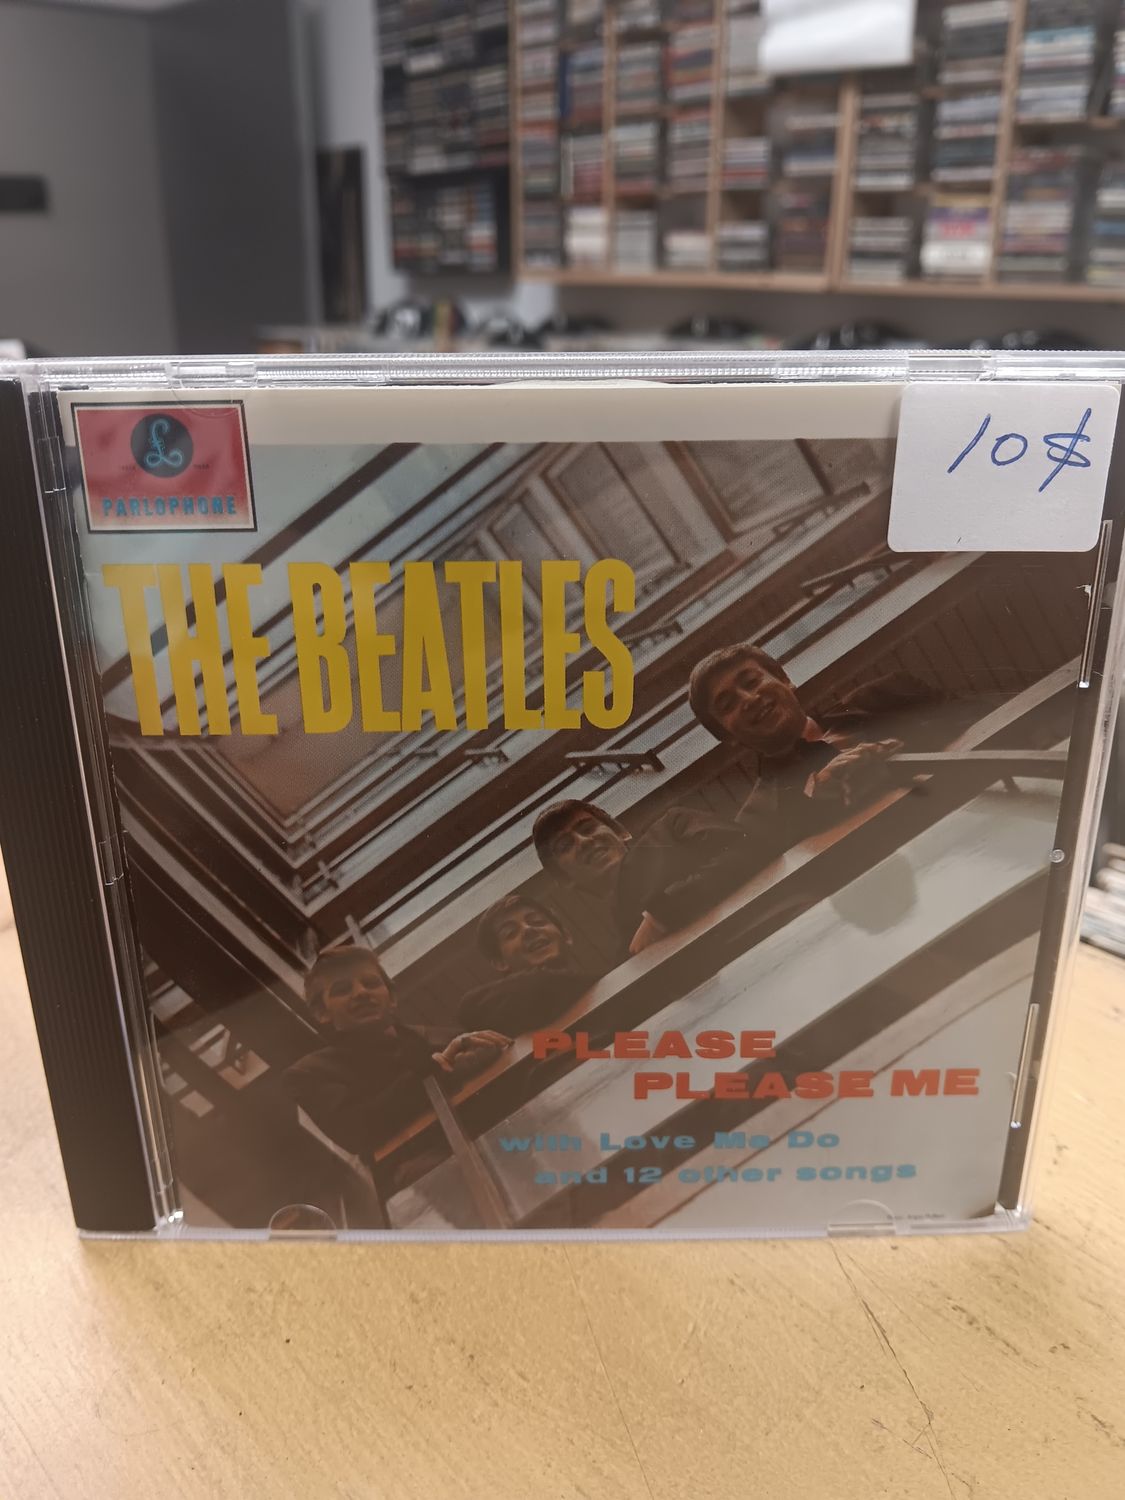 10$
PARLOPHONE
THE BEATLES
PLEASE
PLEASE ME
with Love Me Do
and 12 other songs